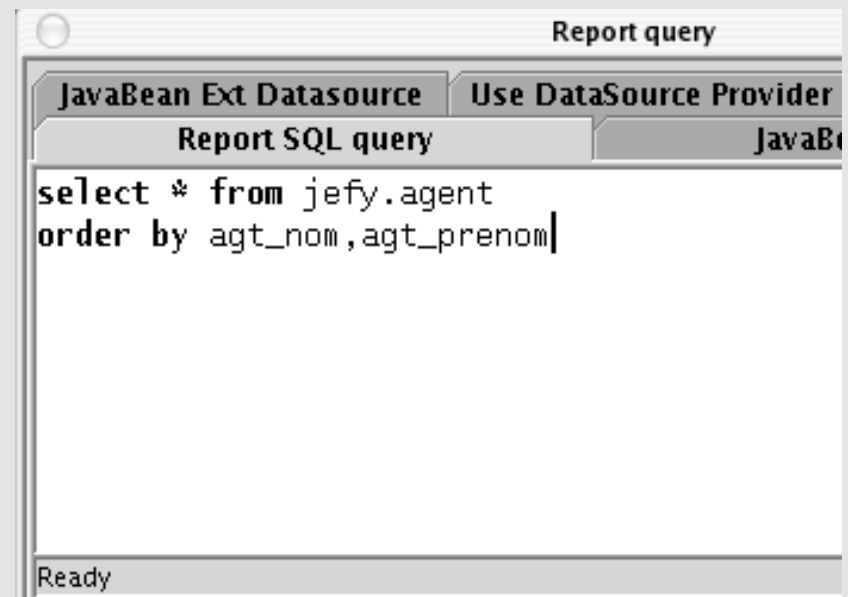 Report query
JavaBean Ext Datasource Use DataSource Provider
Report SQL query
select * from jefy.agent
order by agt_nom,agt_prenom
Ready